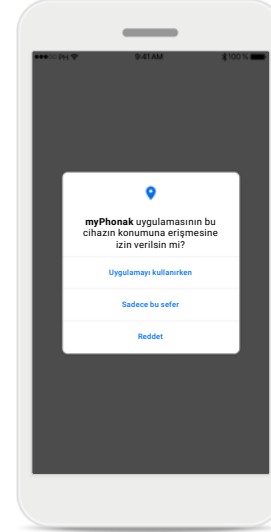 PH 9:41 AM 100 %
myPhonak uygulamasının bu
cihazın konumuna erişmesine
izin verilsin mi?
Uygulamayı kullanırken
Sadece bu sefer
Reddet